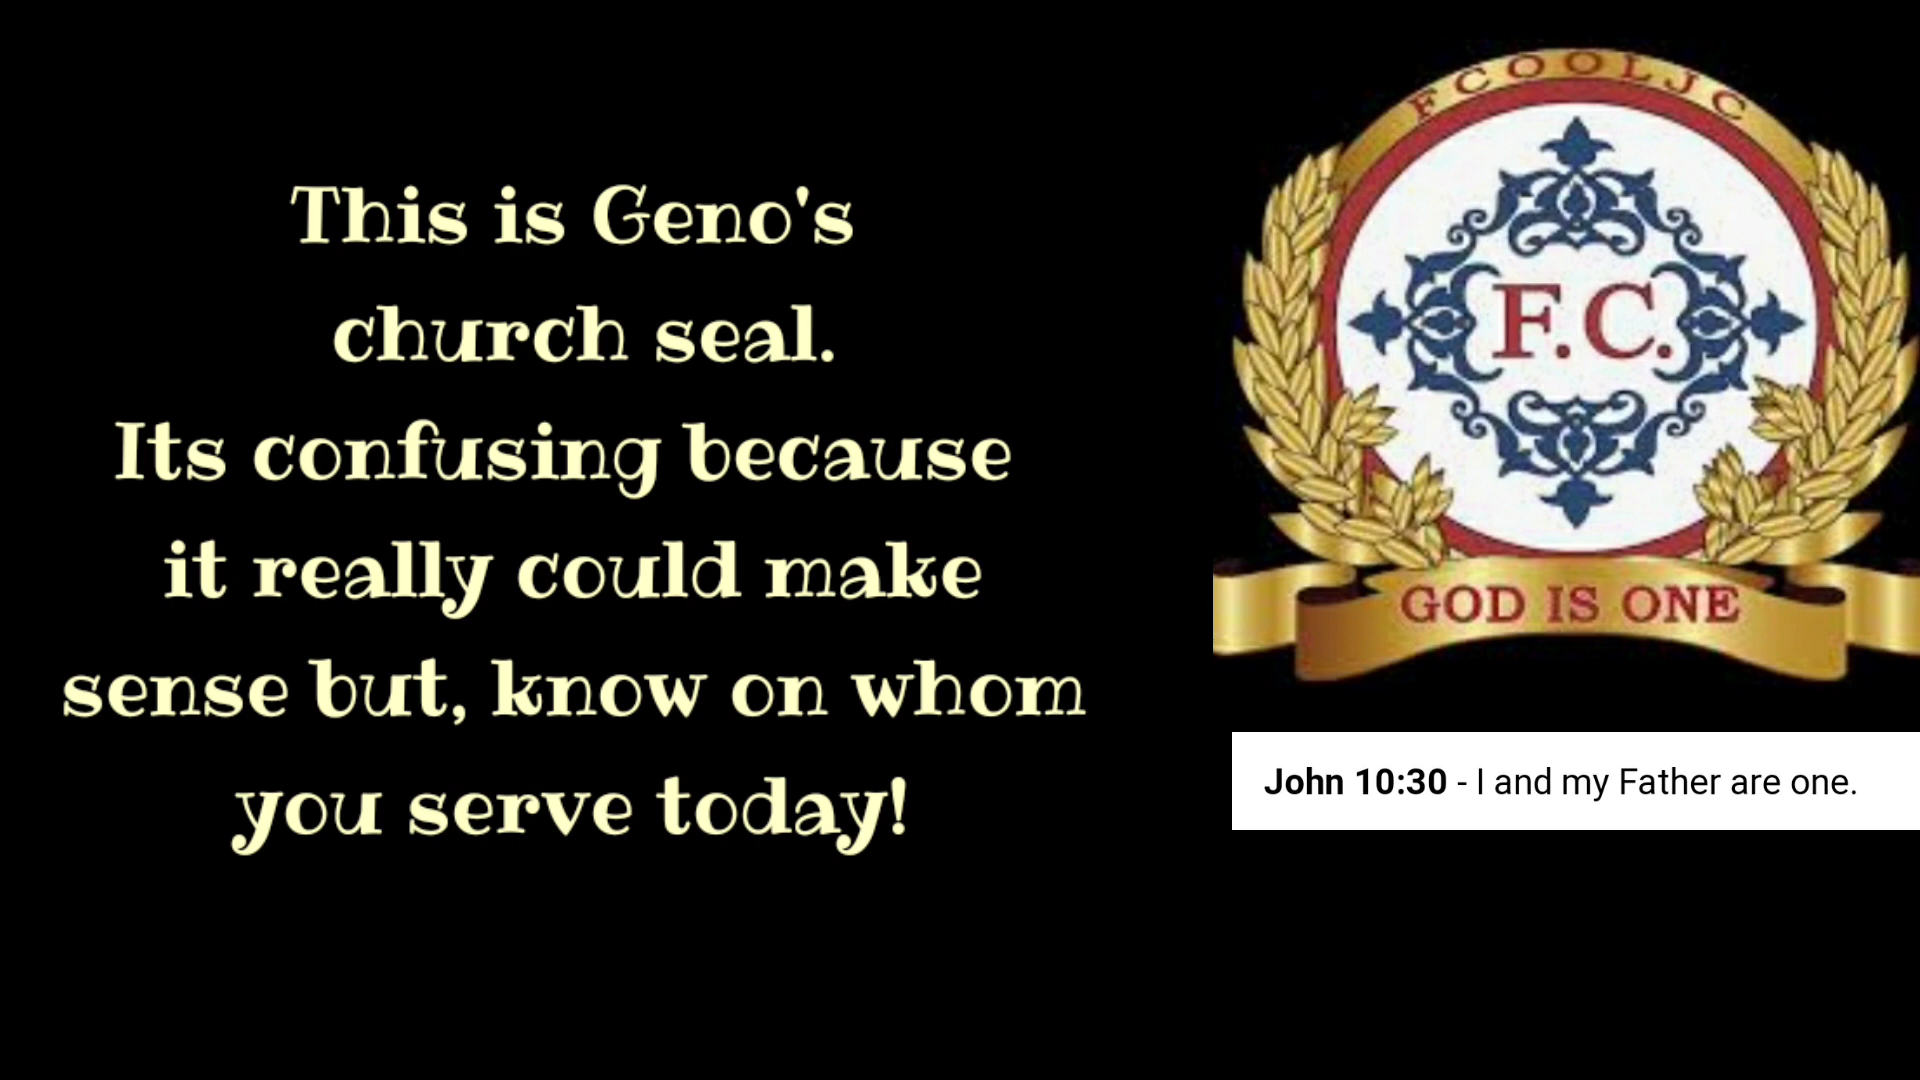 This is Geno's
church seal.
Its confusing because
it really could make
sense but, know on whom
you serve today!
FCOOLJC
F.C.
GOD IS ONE
John 10:30 - I and my Father are one.